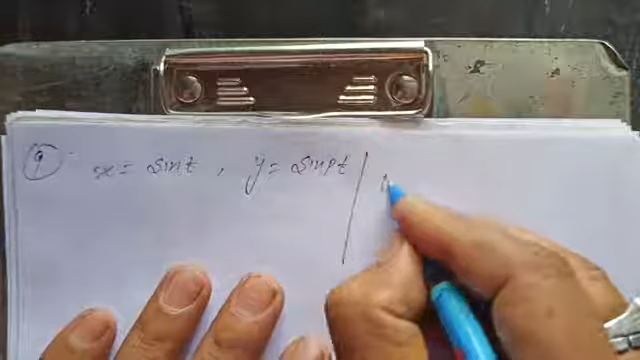 9 x = sint , y = sinpt